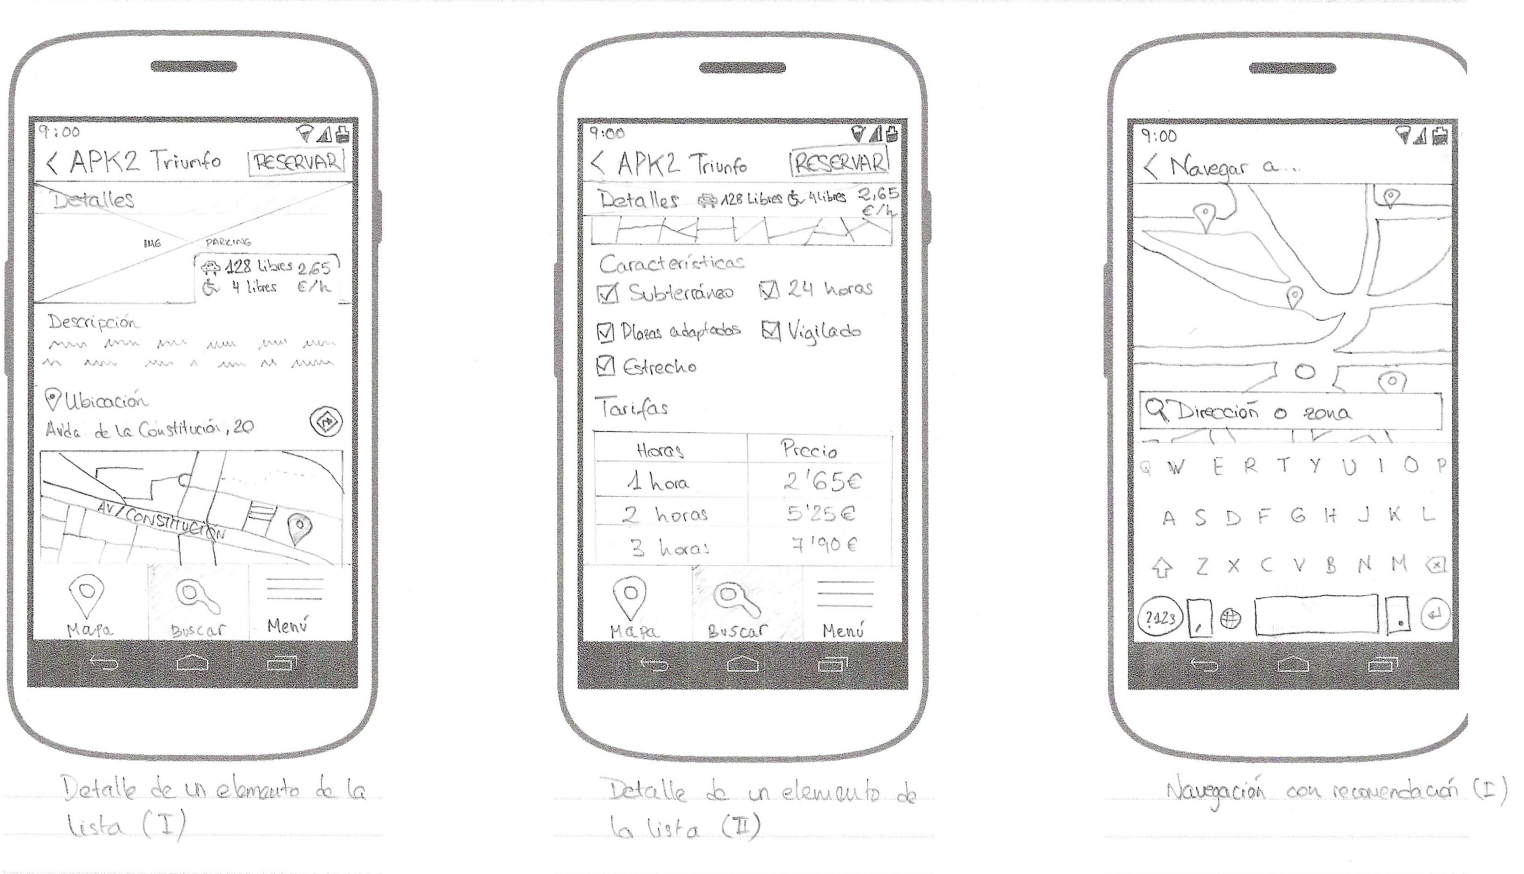 9:00
< APK2 Triunfo RESERVAR
Detalles
IMG PARKING
128 Libres 2,65
4 libres €/h
Descripción
Ubicación
Avda. de la Constitución, 20
AV/CONSTITUCIÓN
Mapa Buscar Menú
Detalle de un elemento de la
lista (I)
9:00
< APK2 Triunfo RESERVAR
Detalles 128 Libres 4 libres 2,65
€/h
Características
Subterráneo 24 horas
Plazas adaptadas Vigilado
Estrecho
Tarifas
Horas Precio
1 hora 2'65€
2 horas 5'25€
3 horas 7'90€
Mapa Buscar Menú
Detalle de un elemento de
la lista (II)
9:00
< Navegar a...
Dirección o zona
Q W E R T Y U I O P
A S D F G H J K L
Z X C V B N M
?123 , .
Navegación con recomendación (I)